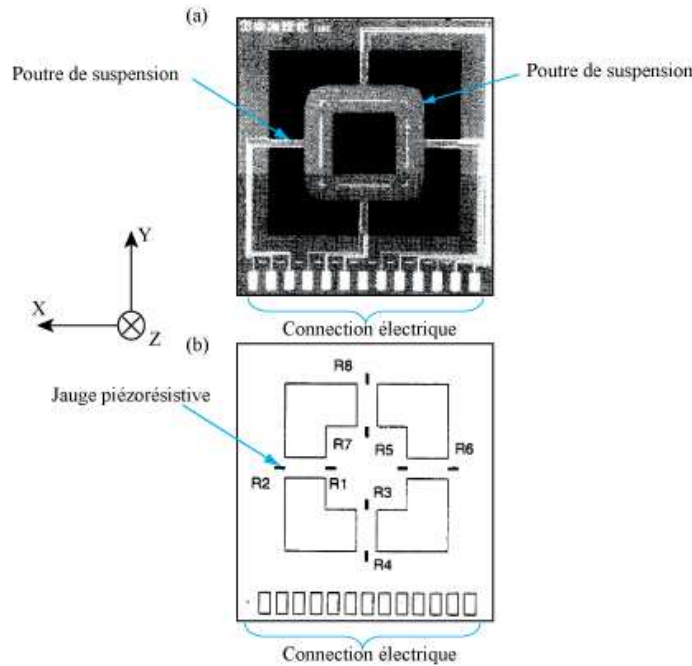 (a)
Poutre de suspension
Poutre de suspension
Y
X
Z
Connection électrique
(b)
R8
Jauge piézorésistive
R7
R5
R6
R2
R1
R3
R4
Connection électrique